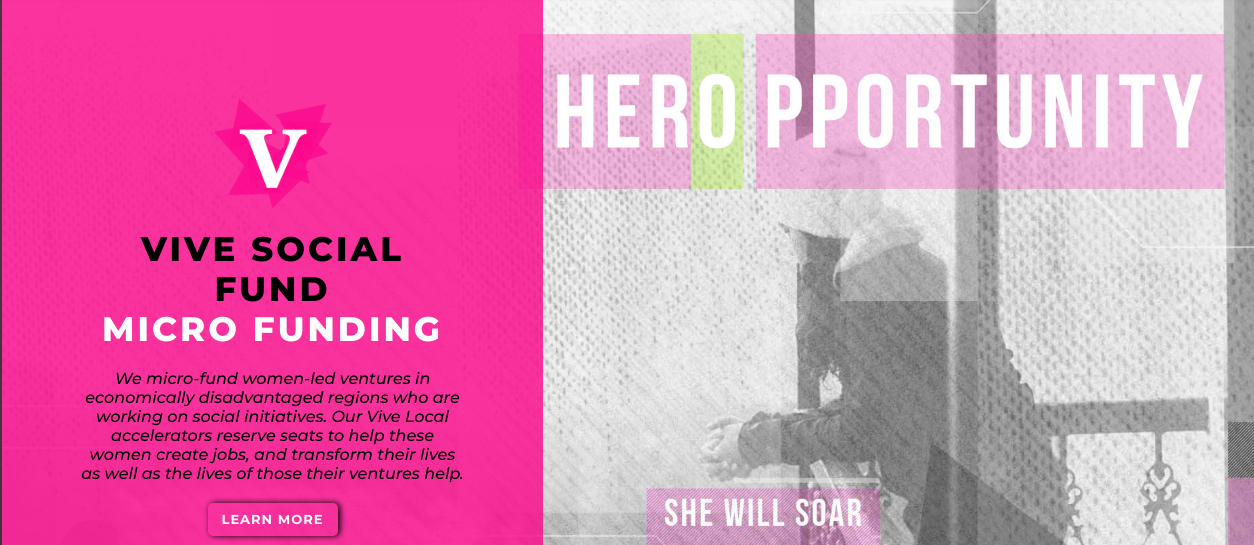 V
VIVE SOCIAL
FUND
MICRO FUNDING
We micro-fund women-led ventures in
economically disadvantaged regions who are
working on social initiatives. Our Vive Local
accelerators reserve seats to help these
women create jobs, and transform their lives
as well as the lives of those their ventures help.
LEARN MORE
HERO PPORTUNITY
SHE WILL SOAR